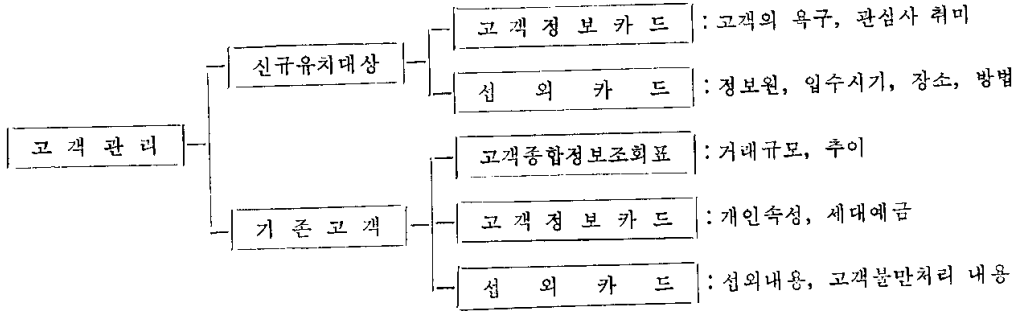 고 객 정 보 카 드 : 고객의 욕구, 관심사 취미
신규유치대상
섭 외 카 드 : 정보원, 입수시기, 장소, 방법
고 객 관 리
고객종합정보조회표 : 거래규모, 추이
기 존 고 객
고 객 정 보 카 드 : 개인속성, 세대예금
섭 외 카 드 : 섭외내용, 고객불만처리 내용